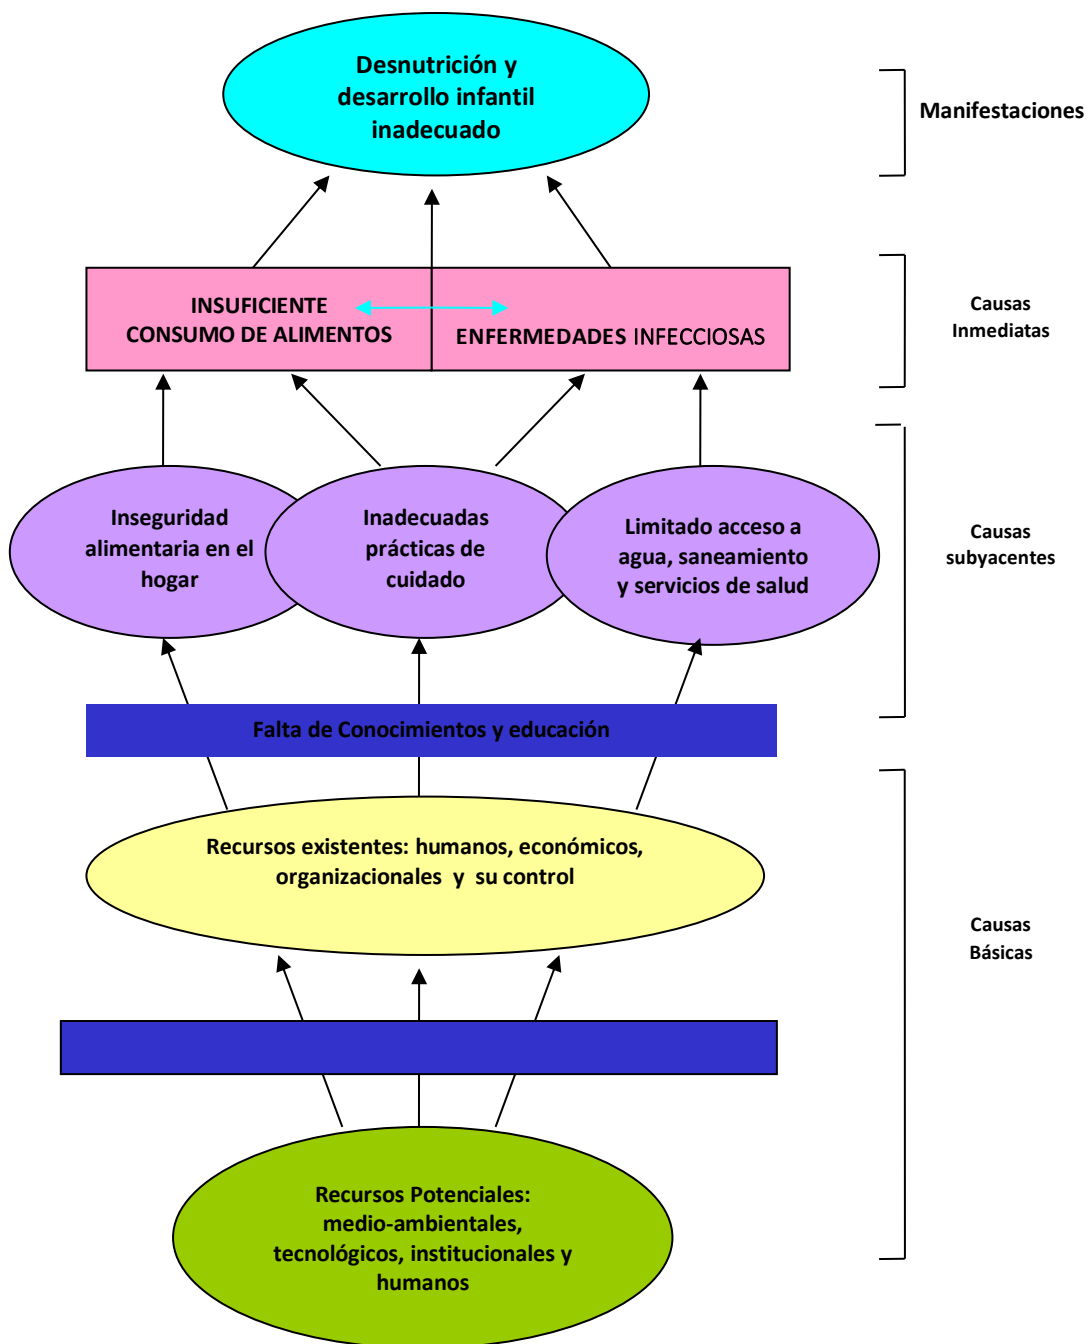 Desnutrición y
desarrollo infantil
inadecuado
Manifestaciones
INSUFICIENTE
CONSUMO DE ALIMENTOS
ENFERMEDADES INFECCIOSAS
Causas
Inmediatas
Inseguridad
alimentaria en el
hogar
Inadecuadas
prácticas de
cuidado
Limitado acceso a
agua, saneamiento
y servicios de salud
Causas
subyacentes
Falta de Conocimientos y educación
Recursos existentes: humanos, económicos,
organizacionales y su control
Causas
Básicas
Recursos Potenciales:
medio-ambientales,
tecnológicos, institucionales y
humanos